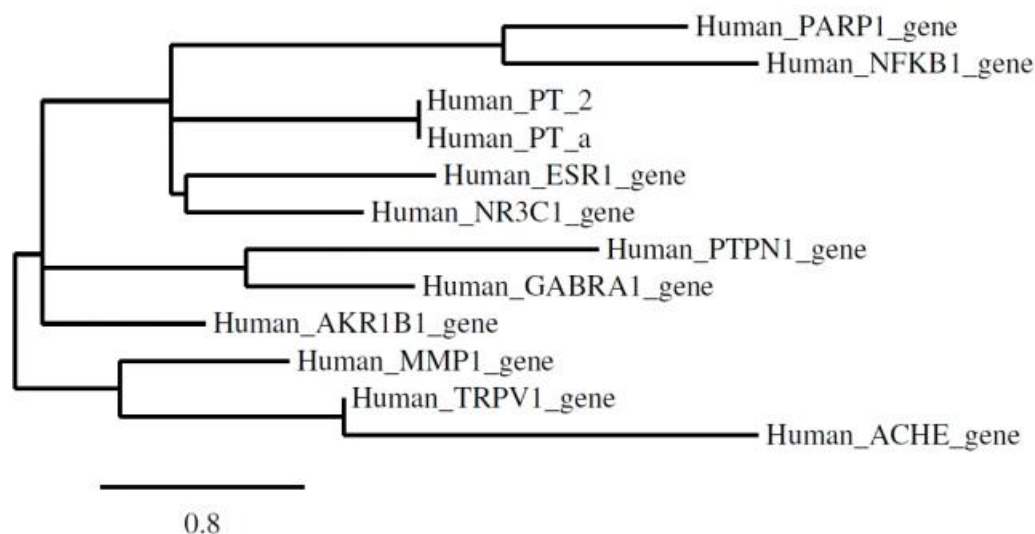 Human_PARP1_gene
Human_NFKB1_gene
Human_PT_2
Human_PT_a
Human_ESR1_gene
Human_NR3C1_gene
Human_PTPN1_gene
Human_GABRA1_gene
Human_AKR1B1_gene
Human_MMP1_gene
Human_TRPV1_gene
Human_ACHE_gene
0.8